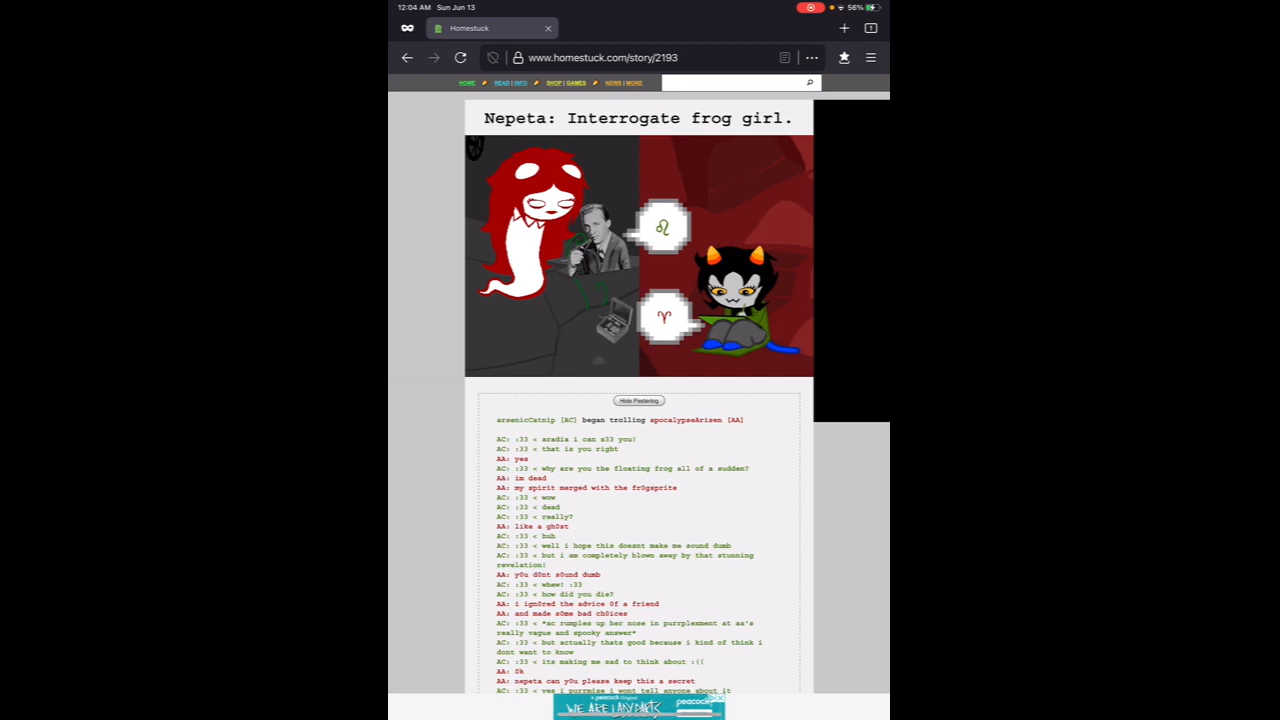 12:04 AM Sun Jun 13
56%
Homestuck
1
www.homestuck.com/story/2193
HOME
READ | INFO
SHOP | GAMES
NEWS | MORE
Nepeta: Interrogate frog girl.
♌
♈
Hide Pesterlog
arsenicCatnip [AC] began trolling apocalypseArisen [AA]
AC: :33 < aradia i can s33 you!
AC: :33 < that is you right
AA: yes
AC: :33 < why are you the floating frog all of a sudden?
AA: im dead
AA: my spirit merged with the fr0gsprite
AC: :33 < wow
AC: :33 < dead
AC: :33 < really?
AA: like a gh0st
AC: :33 < huh
AC: :33 < well i hope this doesnt make me sound dumb
AC: :33 < but i am completely blown away by that stunning
revelation!
AA: y0u d0nt s0und dumb
AC: :33 < whew! :33
AC: :33 < how did you die?
AA: i ign0red the advice 0f a friend
AA: and made s0me bad ch0ices
AC: :33 < *ac rumples up her nose in purrplexment at aa's
really vague and spooky answer*
AC: :33 < but actually thats good because i kind of think i
dont want to know
AC: :33 < its making me sad to think about :((
AA: 0k
AA: nepeta can y0u please keep this a secret
AC: :33 < yes i purrmise i wont tell anyone about it
A peacock Original
WE ARE LADY PARTS
peacock